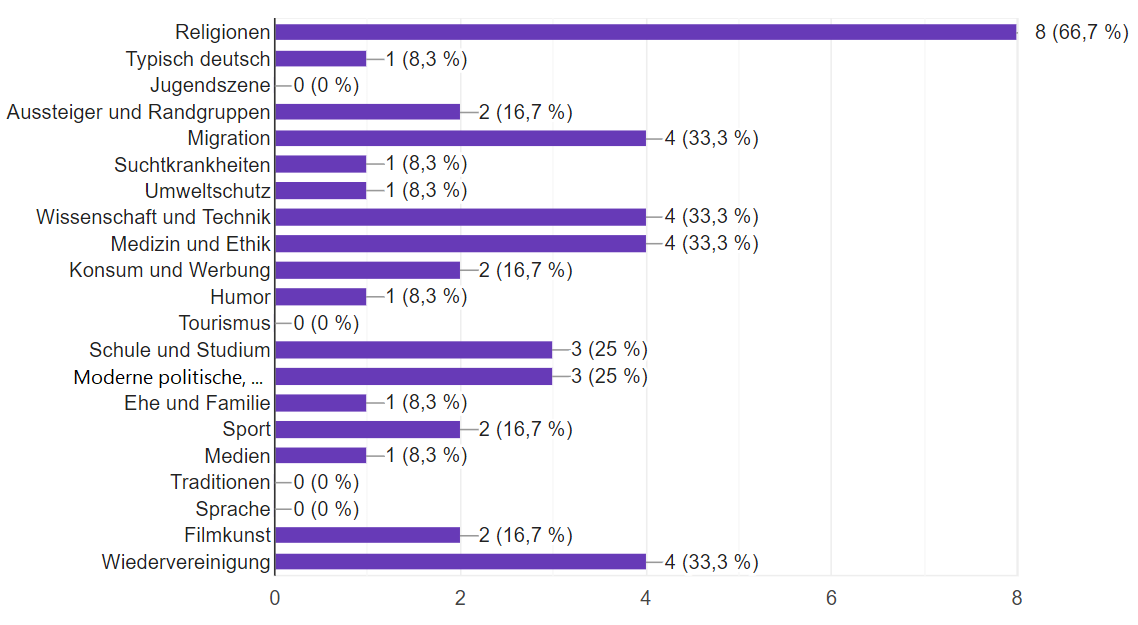 Religionen 8 (66,7 %)
Typisch deutsch 1 (8,3 %)
Jugendszene 0 (0 %)
Aussteiger und Randgruppen 2 (16,7 %)
Migration 4 (33,3 %)
Suchtkrankheiten 1 (8,3 %)
Umweltschutz 1 (8,3 %)
Wissenschaft und Technik 4 (33,3 %)
Medizin und Ethik 4 (33,3 %)
Konsum und Werbung 2 (16,7 %)
Humor 1 (8,3 %)
Tourismus 0 (0 %)
Schule und Studium 3 (25 %)
Moderne politische, ... 3 (25 %)
Ehe und Familie 1 (8,3 %)
Sport 2 (16,7 %)
Medien 1 (8,3 %)
Traditionen 0 (0 %)
Sprache 0 (0 %)
Filmkunst 2 (16,7 %)
Wiedervereinigung 4 (33,3 %)
0 2 4 6 8